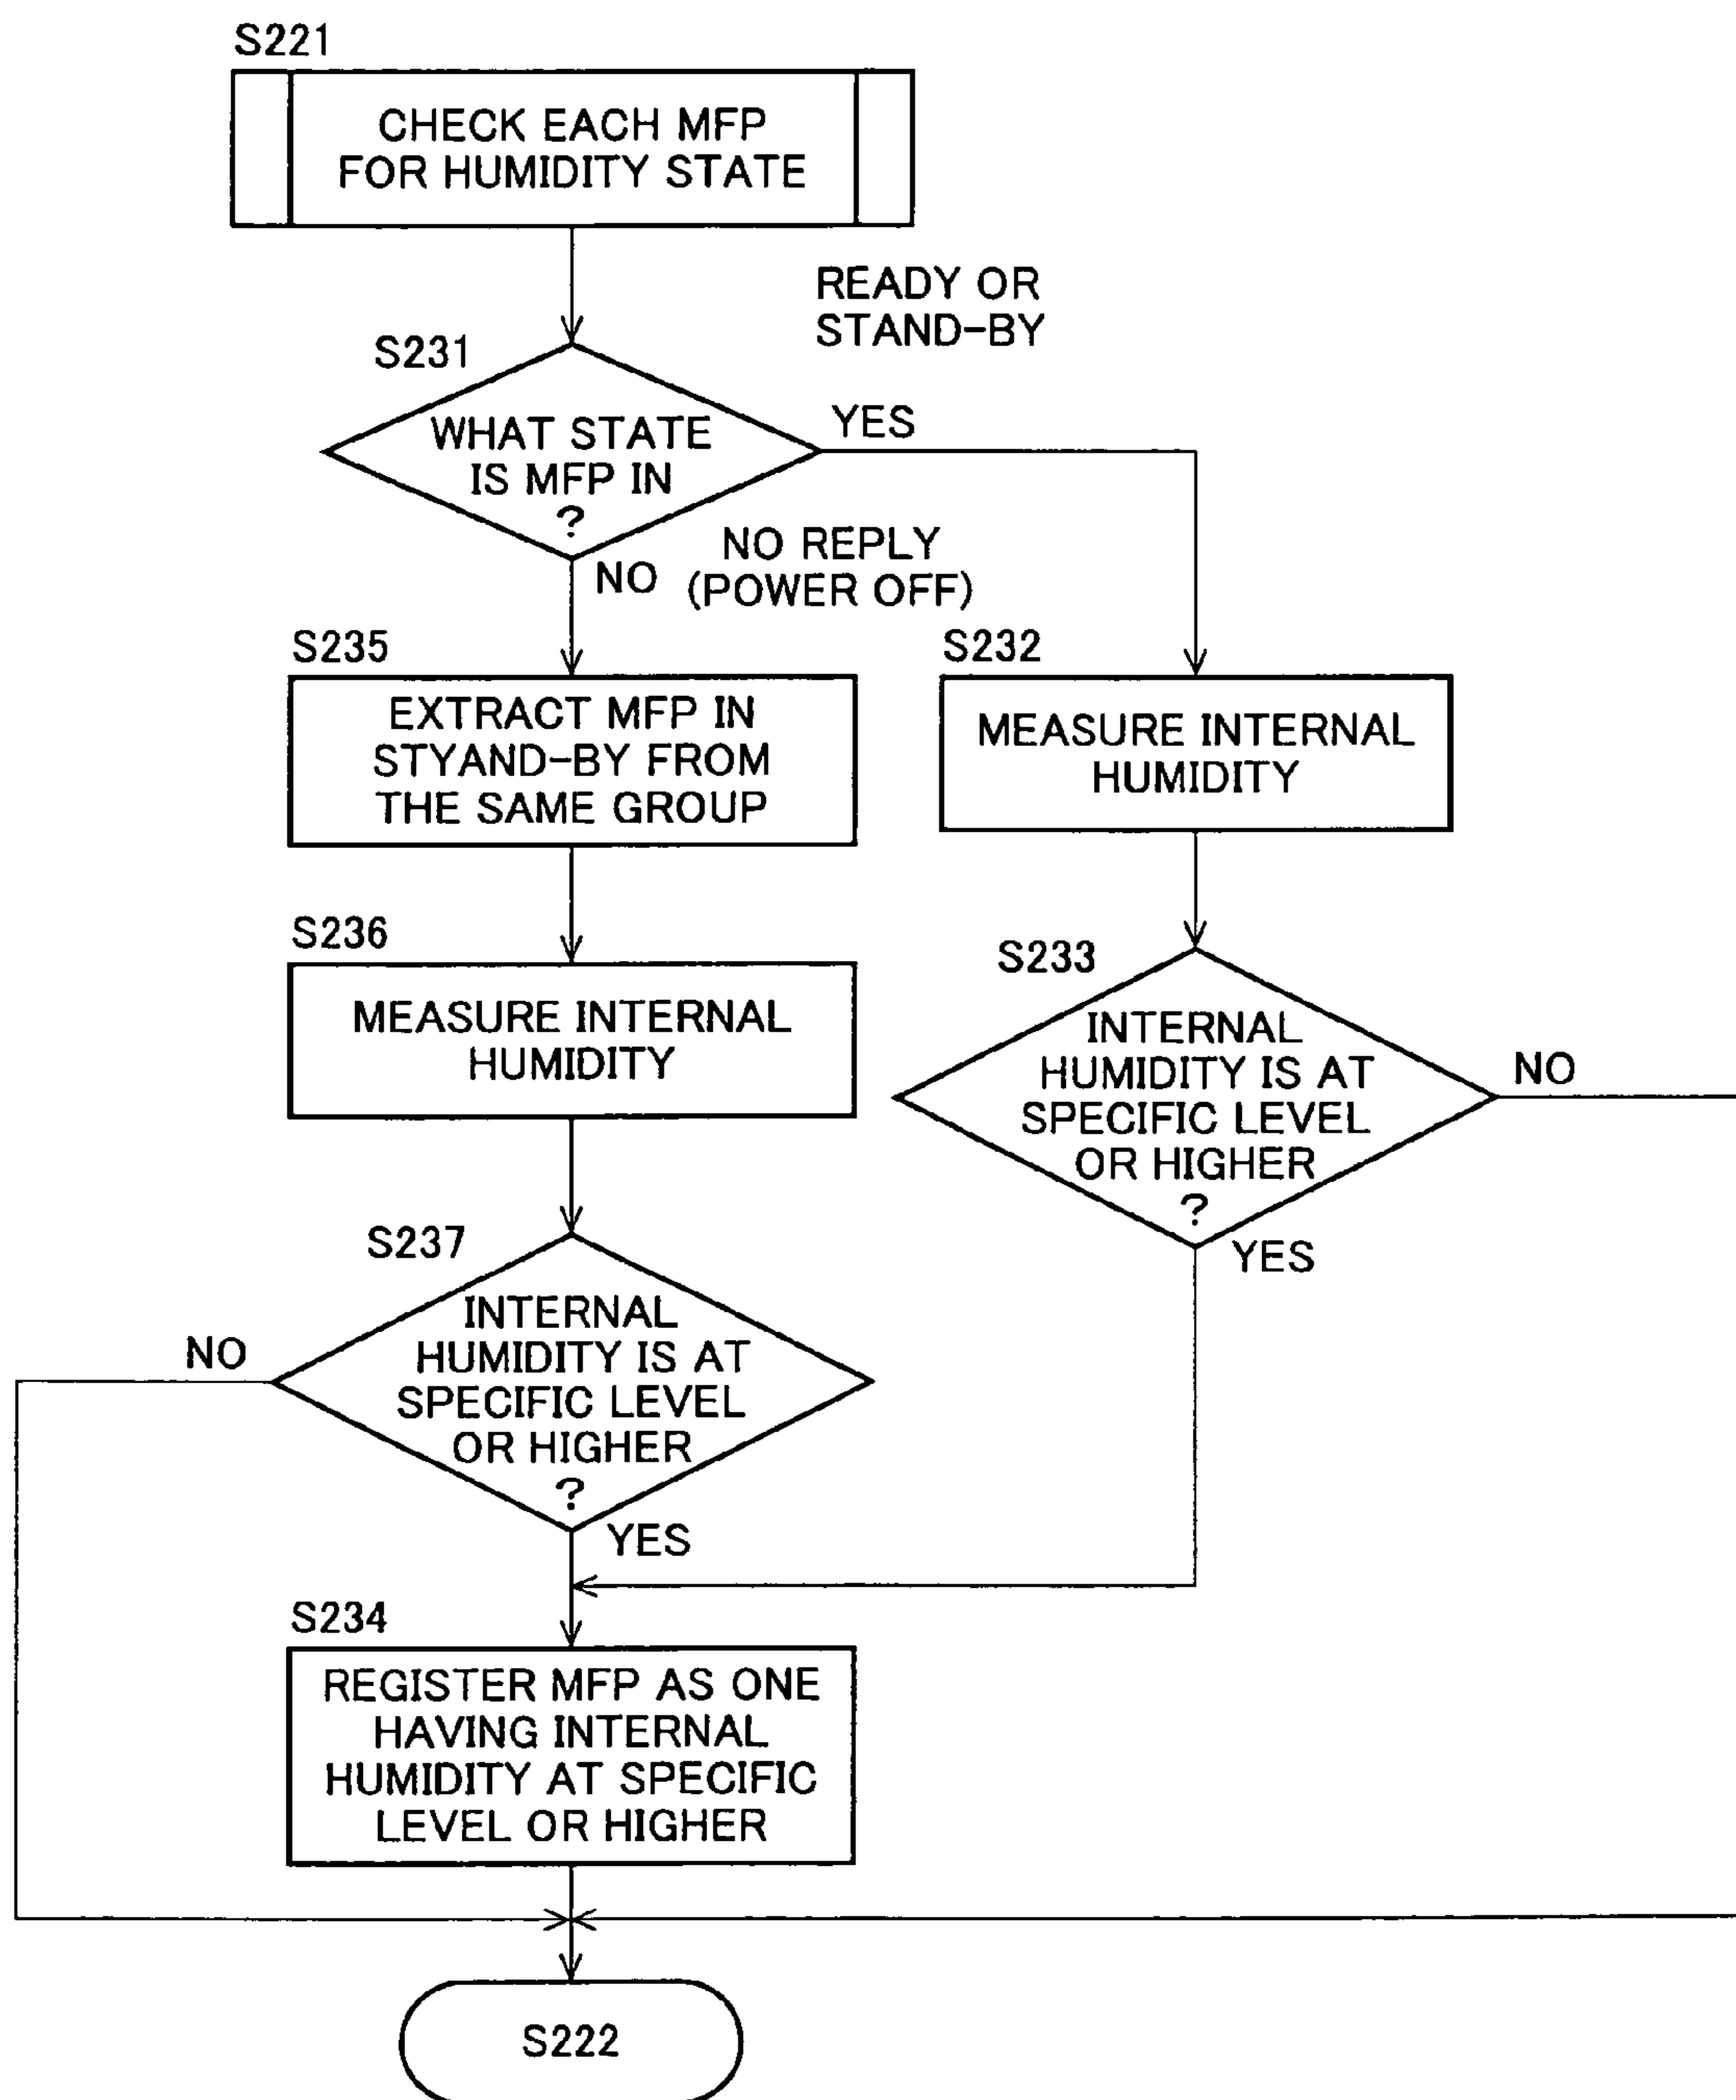 S221
CHECK EACH MFP
FOR HUMIDITY STATE
READY OR
STAND-BY
S231
WHAT STATE
IS MFP IN
?
YES
NO
NO REPLY
(POWER OFF)
S235
EXTRACT MFP IN
STYAND-BY FROM
THE SAME GROUP
S232
MEASURE INTERNAL
HUMIDITY
S236
MEASURE INTERNAL
HUMIDITY
S233
INTERNAL
HUMIDITY IS AT
SPECIFIC LEVEL
OR HIGHER
?
NO
YES
S237
INTERNAL
HUMIDITY IS AT
SPECIFIC LEVEL
OR HIGHER
?
NO
YES
S234
REGISTER MFP AS ONE
HAVING INTERNAL
HUMIDITY AT SPECIFIC
LEVEL OR HIGHER
S222